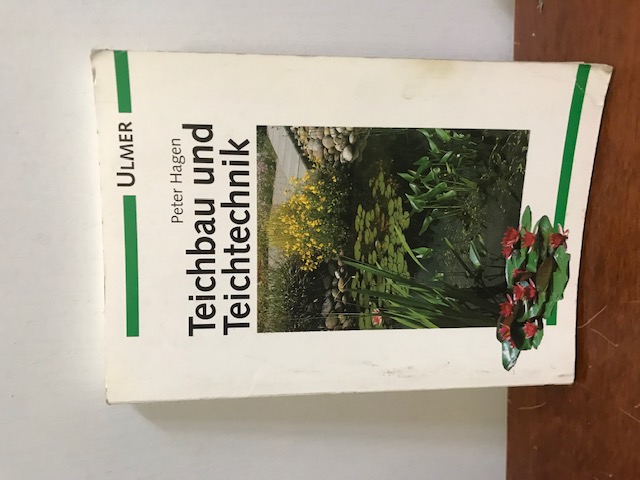 ULMER
Peter Hagen
Teichbau und
Teichtechnik